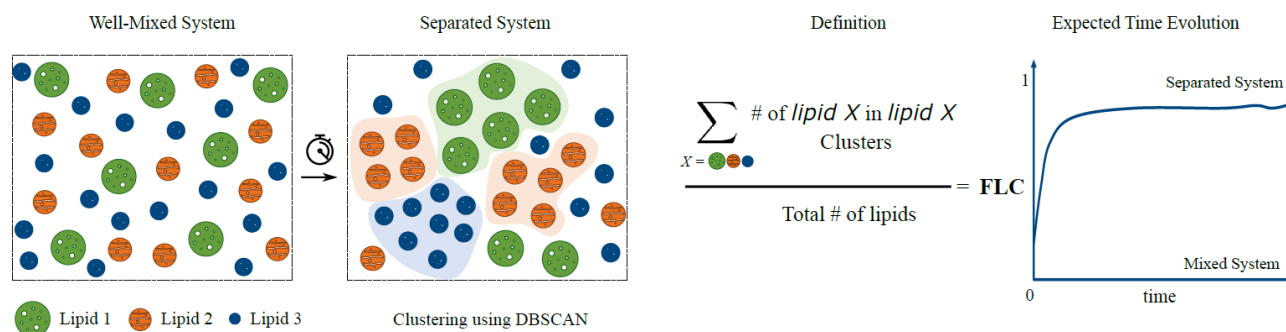 Well-Mixed System
Separated System
Definition
Expected Time Evolution
∑ # of lipid X in lipid X
Clusters
X =
Total # of lipids
= FLC
1
Separated System
Mixed System
0
time
Lipid 1
Lipid 2
Lipid 3
Clustering using DBSCAN